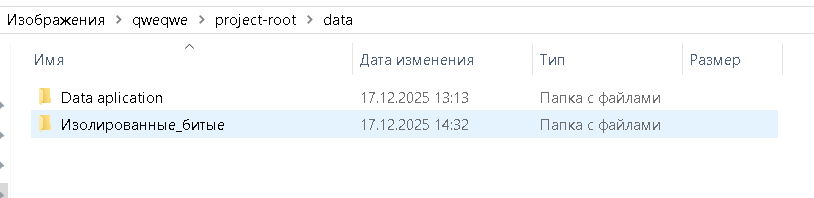 Изображения > qweqwe > project-root > data
Имя Дата изменения Тип Размер
Data aplication 17.12.2025 13:13 Папка с файлами
Изолированные_битые 17.12.2025 14:32 Папка с файлами